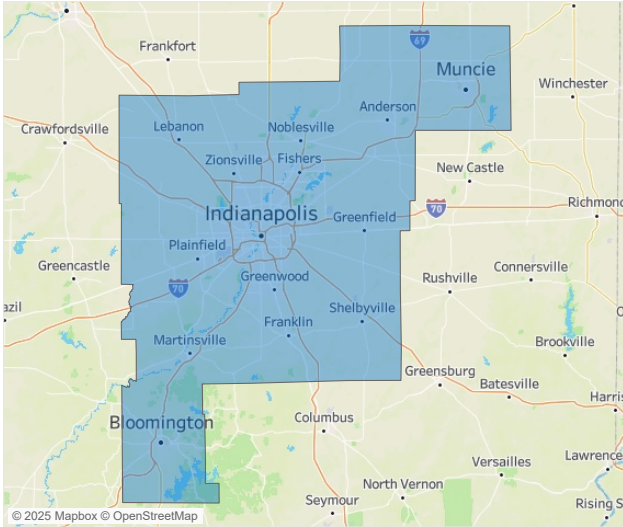 69
Frankfort
Muncie
Winchester
Anderson
Crawfordsville
Lebanon
Noblesville
Zionsville
Fishers
New Castle
Indianapolis
70
Richmond
Greenfield
Plainfield
Greencastle
Connersville
Greenwood
Rushville
70
azil
Shelbyville
Franklin
Martinsville
Brookville
Greensburg
Batesville
Harris
Bloomington
Columbus
Lawrence
Versailles
North Vernon
Seymour
Rising S
© 2025 Mapbox © OpenStreetMap